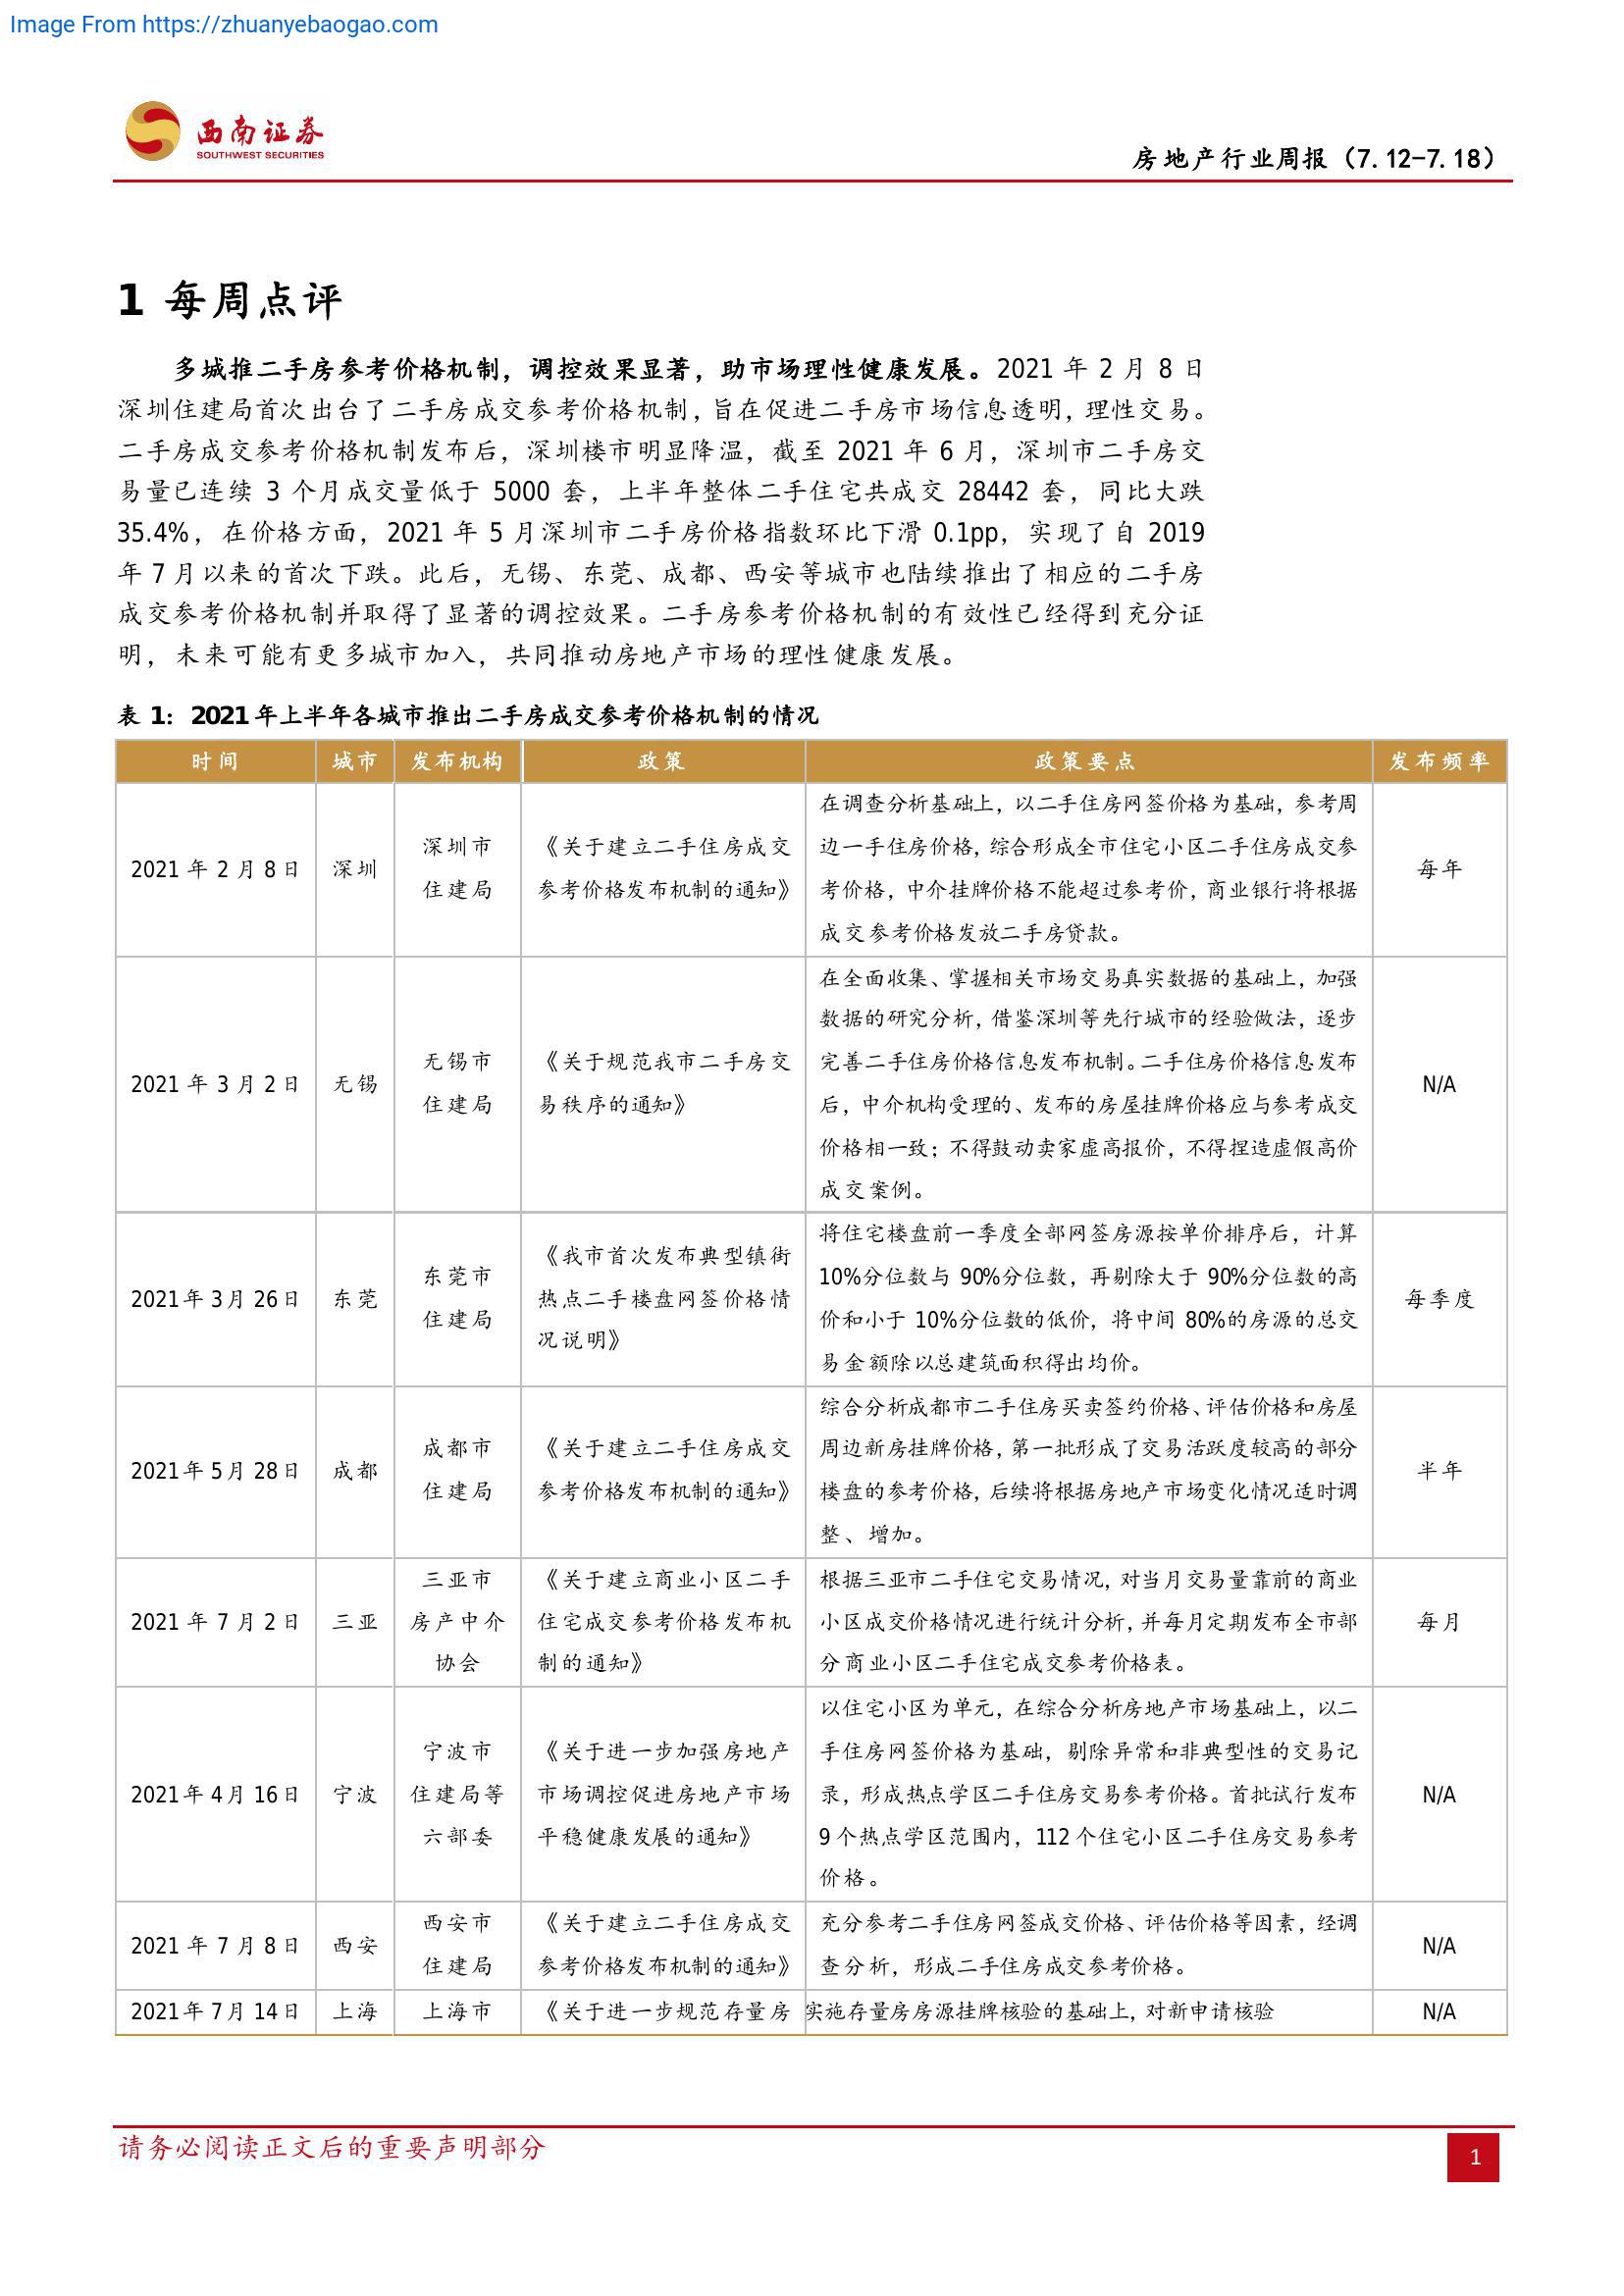 Image From https://zhuanyebaogao.com
西南证券
SOUTHWEST SECURITIES
房地产行业周报（7.12-7.18）
1 每周点评
多城推二手房参考价格机制，调控效果显著，助市场理性健康发展。2021 年 2 月 8 日
深圳住建局首次出台了二手房成交参考价格机制，旨在促进二手房市场信息透明，理性交易。
二手房成交参考价格机制发布后，深圳楼市明显降温，截至 2021 年 6 月，深圳市二手房交
易量已连续 3 个月成交量低于 5000 套，上半年整体二手住宅共成交 28442 套，同比大跌
35.4%，在价格方面，2021 年 5 月深圳市二手房价格指数环比下滑 0.1pp，实现了自 2019
年 7 月以来的首次下跌。此后，无锡、东莞、成都、西安等城市也陆续推出了相应的二手房
成交参考价格机制并取得了显著的调控效果。二手房参考价格机制的有效性已经得到充分证
明，未来可能有更多城市加入，共同推动房地产市场的理性健康发展。
表 1：2021 年上半年各城市推出二手房成交参考价格机制的情况
时间 城市 发布机构 政策 政策要点 发布频率
2021 年 2 月 8 日 深圳
深圳市
住建局
《关于建立二手住房成交
参考价格发布机制的通知》
在调查分析基础上，以二手住房网签价格为基础，参考周
边一手住房价格，综合形成全市住宅小区二手住房成交参
考价格，中介挂牌价格不能超过参考价，商业银行将根据
成交参考价格发放二手房贷款。
每年
2021 年 3 月 2 日 无锡
无锡市
住建局
《关于规范我市二手房交
易秩序的通知》
在全面收集、掌握相关市场交易真实数据的基础上，加强
数据的研究分析，借鉴深圳等先行城市的经验做法，逐步
完善二手住房价格信息发布机制。二手住房价格信息发布
后，中介机构受理的、发布的房屋挂牌价格应与参考成交
价格相一致；不得鼓动卖家虚高报价，不得捏造虚假高价
成交案例。
N/A
2021 年 3 月 26 日 东莞
东莞市
住建局
《我市首次发布典型镇街
热点二手楼盘网签价格情
况说明》
将住宅楼盘前一季度全部网签房源按单价排序后，计算
10%分位数与 90%分位数，再剔除大于 90%分位数的高
价和小于 10%分位数的低价，将中间 80%的房源的总交
易金额除以总建筑面积得出均价。
每季度
2021 年 5 月 28 日 成都
成都市
住建局
《关于建立二手住房成交
参考价格发布机制的通知》
综合分析成都市二手住房买卖签约价格、评估价格和房屋
周边新房挂牌价格，第一批形成了交易活跃度较高的部分
楼盘的参考价格，后续将根据房地产市场变化情况适时调
整、增加。
半年
2021 年 7 月 2 日 三亚
三亚市
房产中介
协会
《关于建立商业小区二手
住宅成交参考价格发布机
制的通知》
根据三亚市二手住宅交易情况，对当月交易量靠前的商业
小区成交价格情况进行统计分析，并每月定期发布全市部
分商业小区二手住宅成交参考价格表。
每月
2021 年 4 月 16 日 宁波
宁波市
住建局等
六部委
《关于进一步加强房地产
市场调控促进房地产市场
平稳健康发展的通知》
以住宅小区为单元，在综合分析房地产市场基础上，以二
手住房网签价格为基础，剔除异常和非典型性的交易记
录，形成热点学区二手住房交易参考价格。首批试行发布
9 个热点学区范围内，112 个住宅小区二手住房交易参考
价格。
N/A
2021 年 7 月 8 日 西安
西安市
住建局
《关于建立二手住房成交
参考价格发布机制的通知》
充分参考二手住房网签成交价格、评估价格等因素，经调
查分析，形成二手住房成交参考价格。
N/A
2021 年 7 月 14 日 上海 上海市 《关于进一步规范存量房 实施存量房房源挂牌核验的基础上，对新申请核验 N/A
请务必阅读正文后的重要声明部分
1